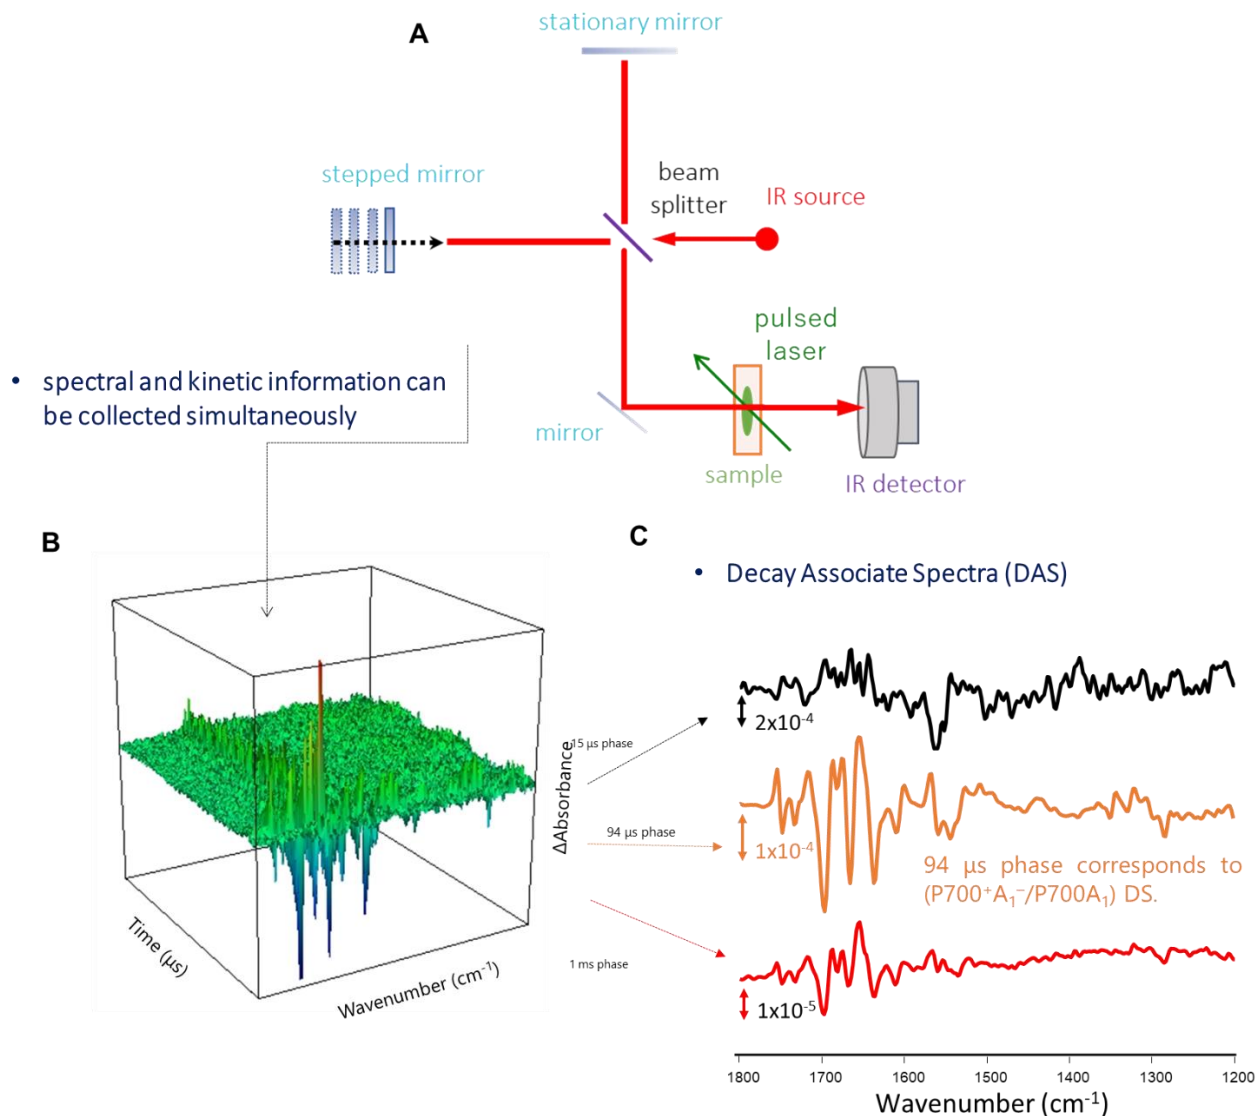 A
stationary mirror
stepped mirror
beam
splitter
IR source
pulsed
laser
• spectral and kinetic information can
be collected simultaneously
mirror
sample
IR detector
B
Time (µs)
Wavenumber (cm⁻¹)
ΔAbsorbance
15 µs phase
94 µs phase
1 ms phase
C
• Decay Associate Spectra (DAS)
2x10⁻⁴
1x10⁻⁴
94 µs phase corresponds to
(P700⁺A₁⁻/P700A₁) DS.
1x10⁻⁵
1800 1700 1600 1500 1400 1300 1200
Wavenumber (cm⁻¹)